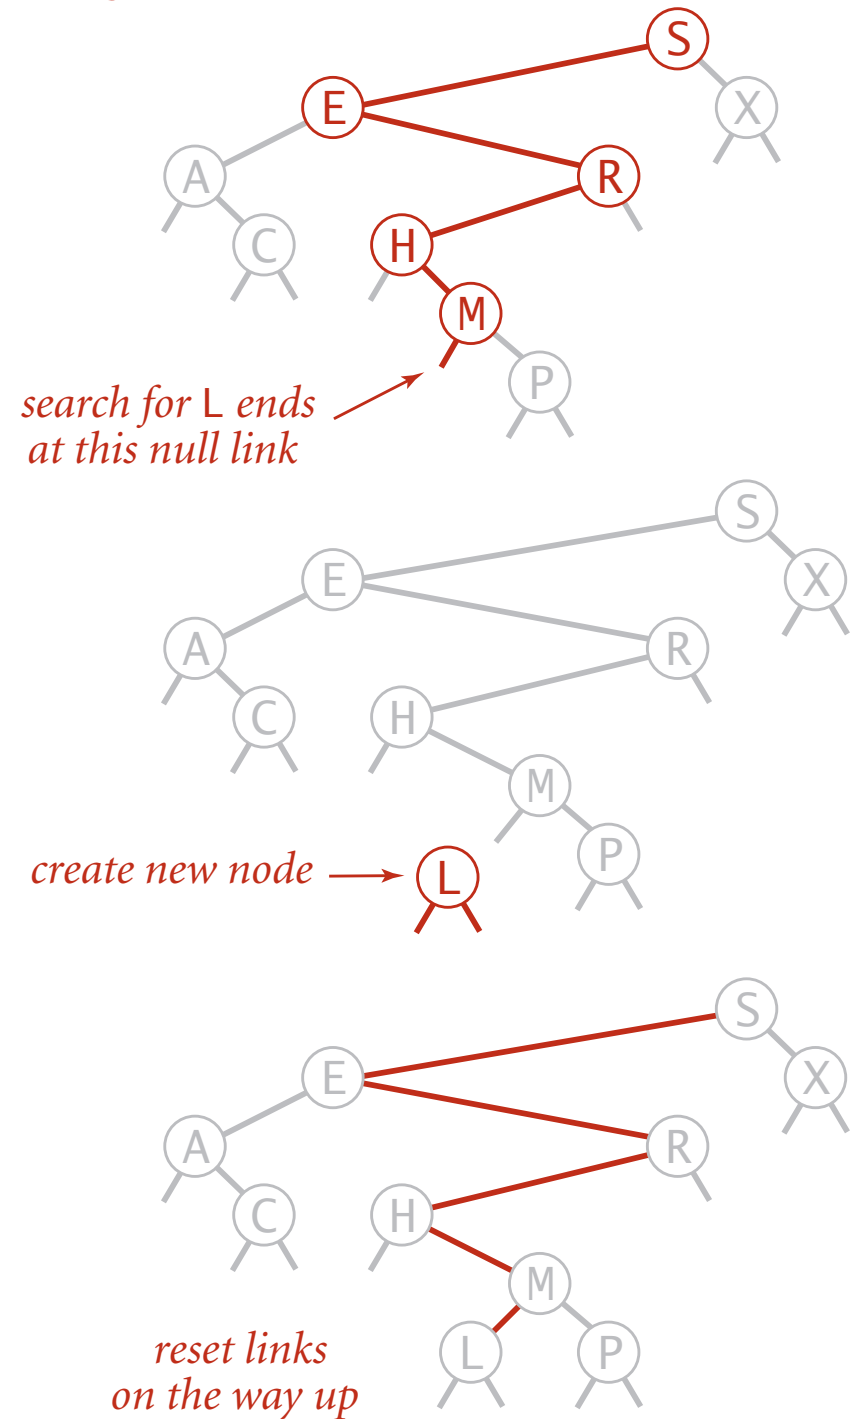 S
E
X
A
R
C
H
M
P
search for L ends
at this null link
S
E
X
A
R
C
H
M
P
create new node
L
S
E
X
A
R
C
H
M
L
P
reset links
on the way up